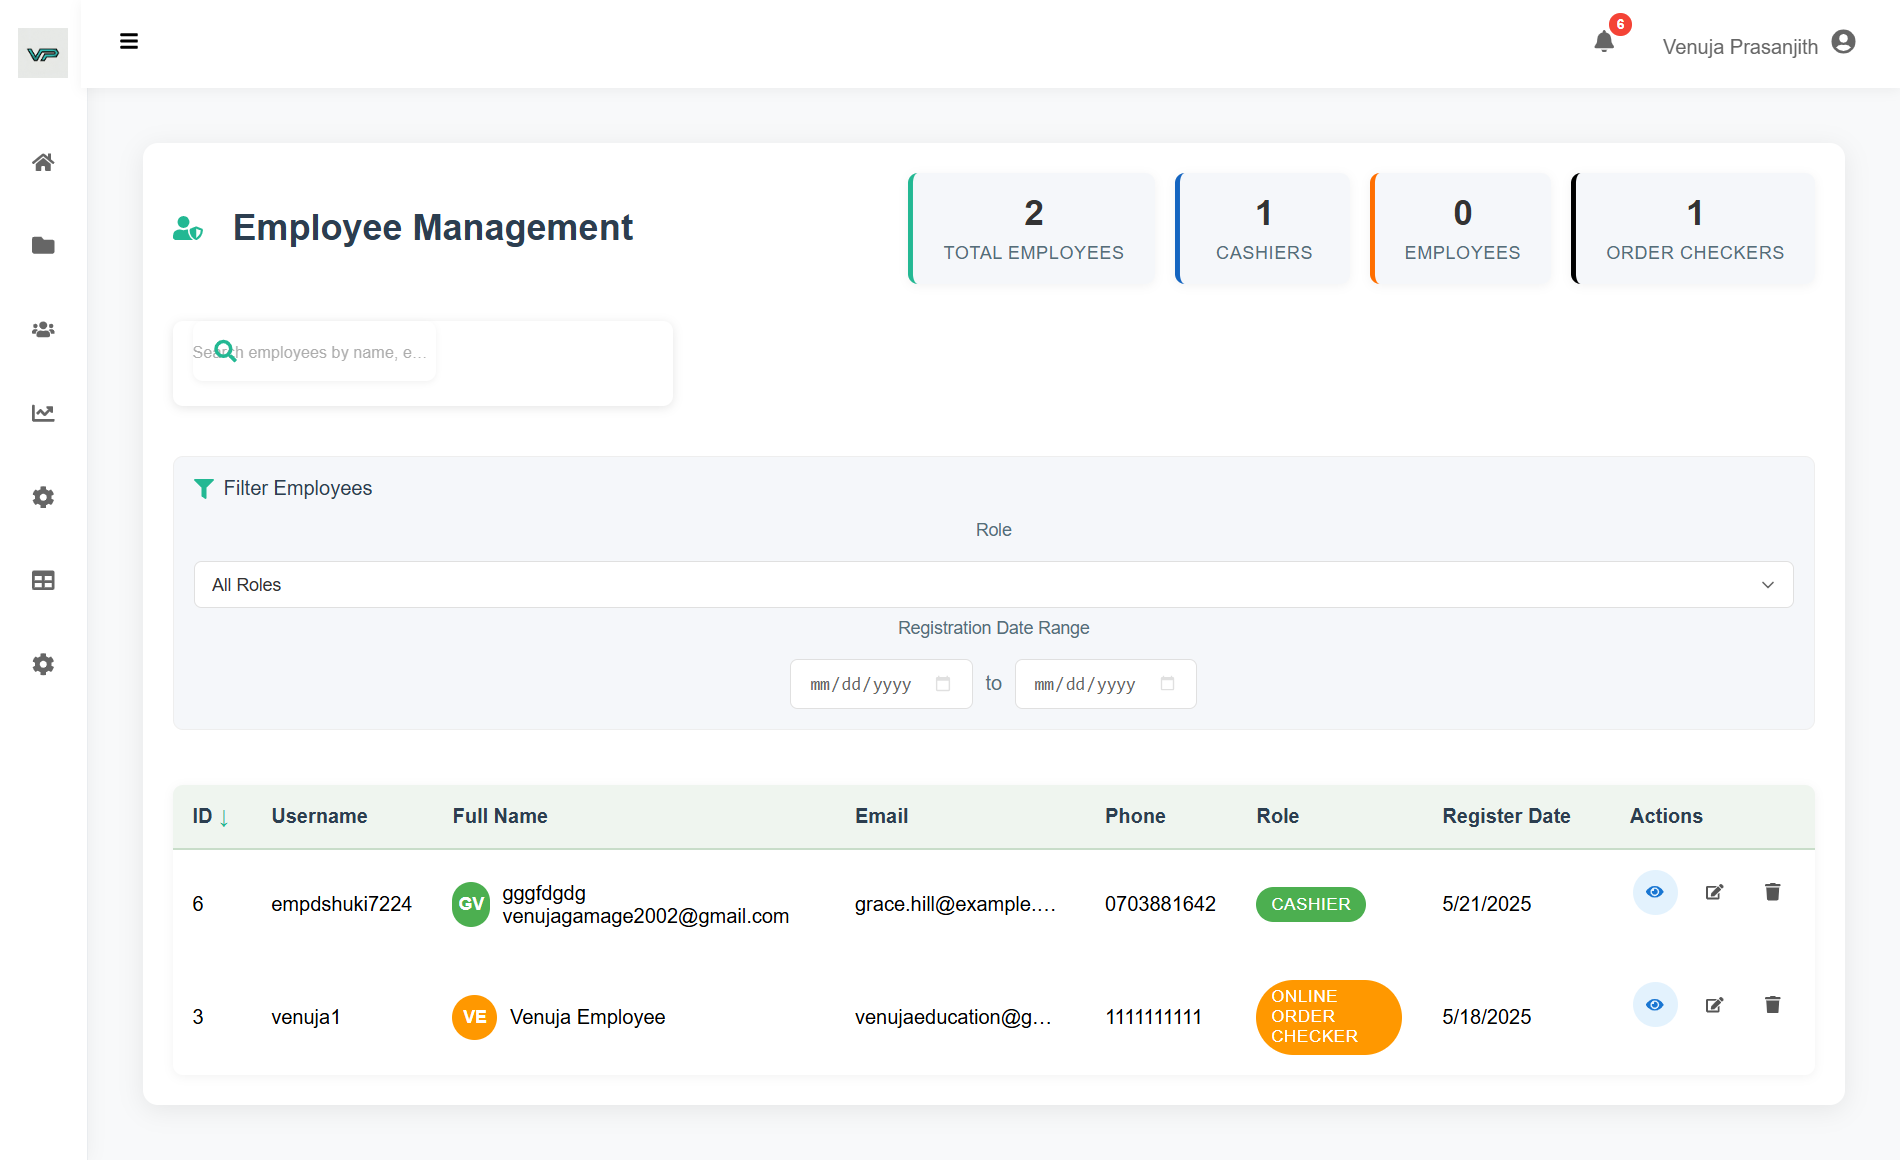 VP
6
Venuja Prasanjith
Employee Management
2
TOTAL EMPLOYEES
1
CASHIERS
0
EMPLOYEES
1
ORDER CHECKERS
Search employees by name, e...
Filter Employees
Role
All Roles
Registration Date Range
mm/dd/yyyy to mm/dd/yyyy
ID ↓ Username Full Name Email Phone Role Register Date Actions
6 empdshuki7224 GV gggfdgdg venujagamage2002@gmail.com grace.hill@example.... 0703881642 CASHIER 5/21/2025
3 venuja1 VE Venuja Employee venujaeducation@g... 1111111111 ONLINE ORDER CHECKER 5/18/2025